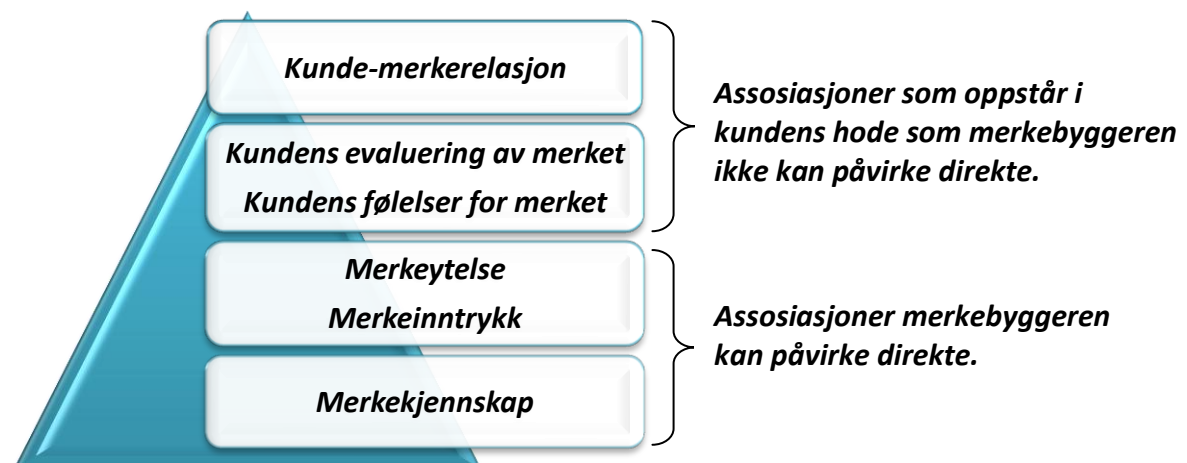 Kunde-merkerelasjon
Kundens evaluering av merket
Kundens følelser for merket
Assosiasjoner som oppstår i
kundens hode som merkebyggeren
ikke kan påvirke direkte.
Merkeytelse
Merkeinntrykk
Merkekjennskap
Assosiasjoner merkebyggeren
kan påvirke direkte.